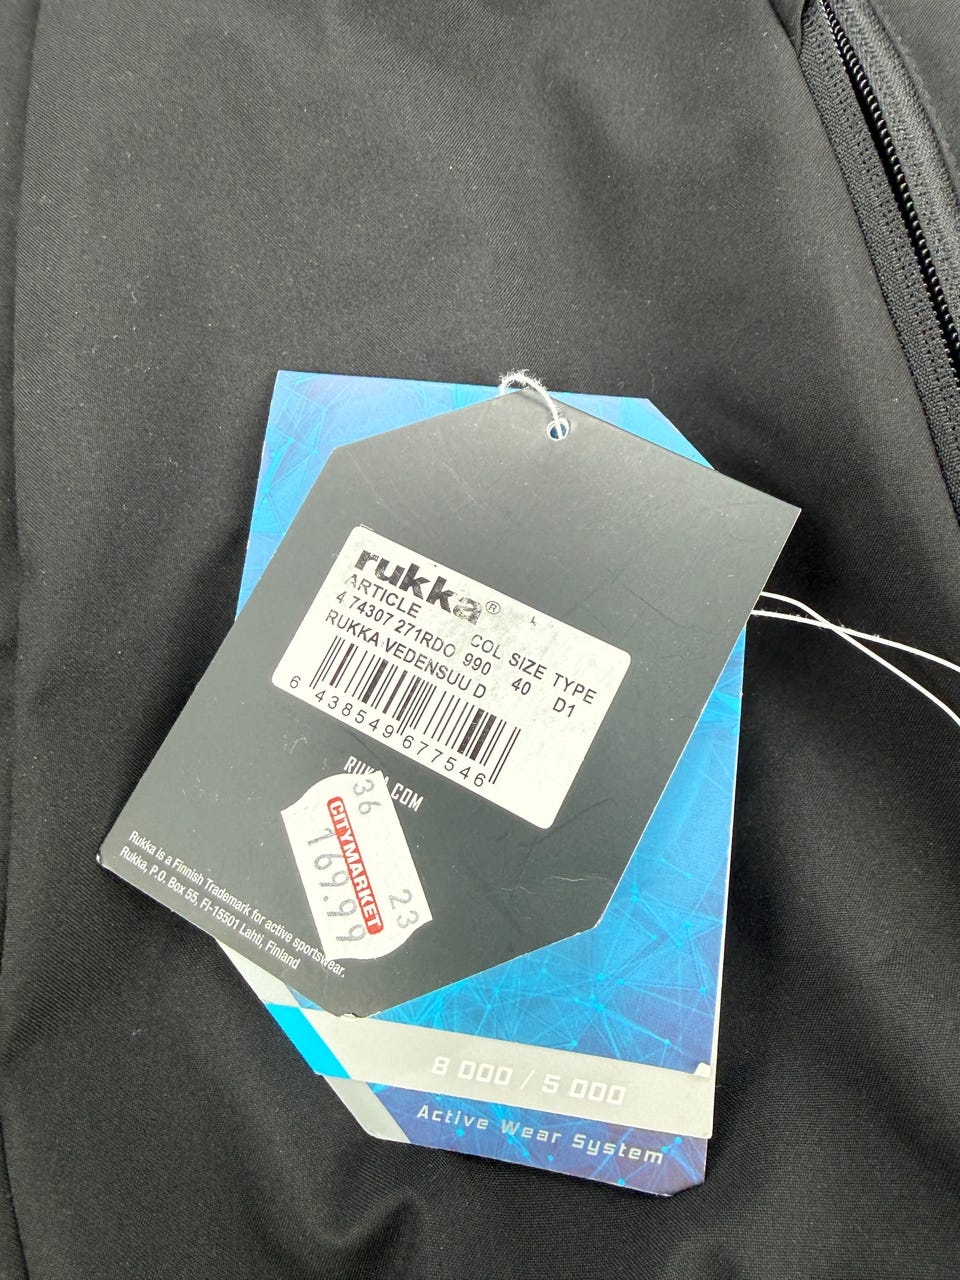 rukka®
ARTICLE COL SIZE TYPE
4 74307 271RDC 990 40 D1
RUKKA VEDENSUU D
6 438549 677546
RUKKA.COM
36
CITYMARKET
169.99
23
Rukka is a Finnish Trademark for active sportswear.
Rukka, P.O. Box 55, FI-15501 Lahti, Finland
8 000 / 5 000
Active Wear System